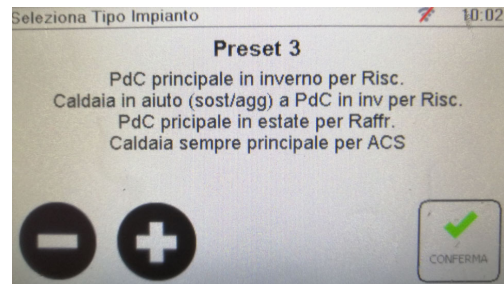 Seleziona Tipo Impianto 10:02
Preset 3
PdC principale in inverno per Risc.
Caldaia in aiuto (sost/agg) a PdC in inv per Risc.
PdC pricipale in estate per Raffr.
Caldaia sempre principale per ACS
CONFERMA